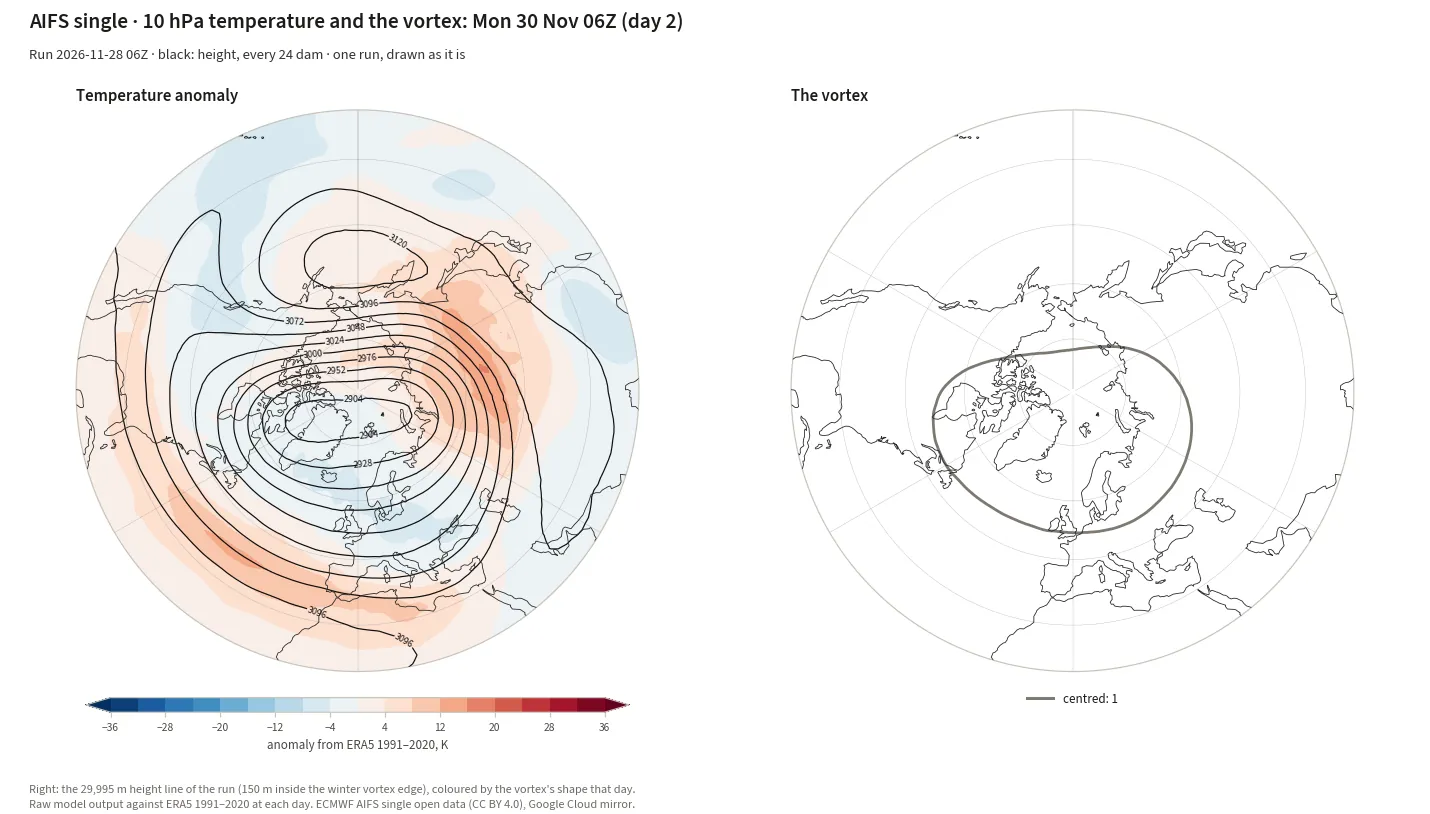 AIFS single · 10 hPa temperature and the vortex: Mon 30 Nov 06Z (day 2)
Run 2026-11-28 06Z · black: height, every 24 dam · one run, drawn as it is
Temperature anomaly
The vortex
3120
3096
3072
3048
3024
3000
2976
2952
2904
2904
2928
3096
3096
−36 −28 −20 −12 −4 4 12 20 28 36
anomaly from ERA5 1991–2020, K
centred: 1
Right: the 29,995 m height line of the run (150 m inside the winter vortex edge), coloured by the vortex's shape that day.
Raw model output against ERA5 1991–2020 at each day. ECMWF AIFS single open data (CC BY 4.0), Google Cloud mirror.